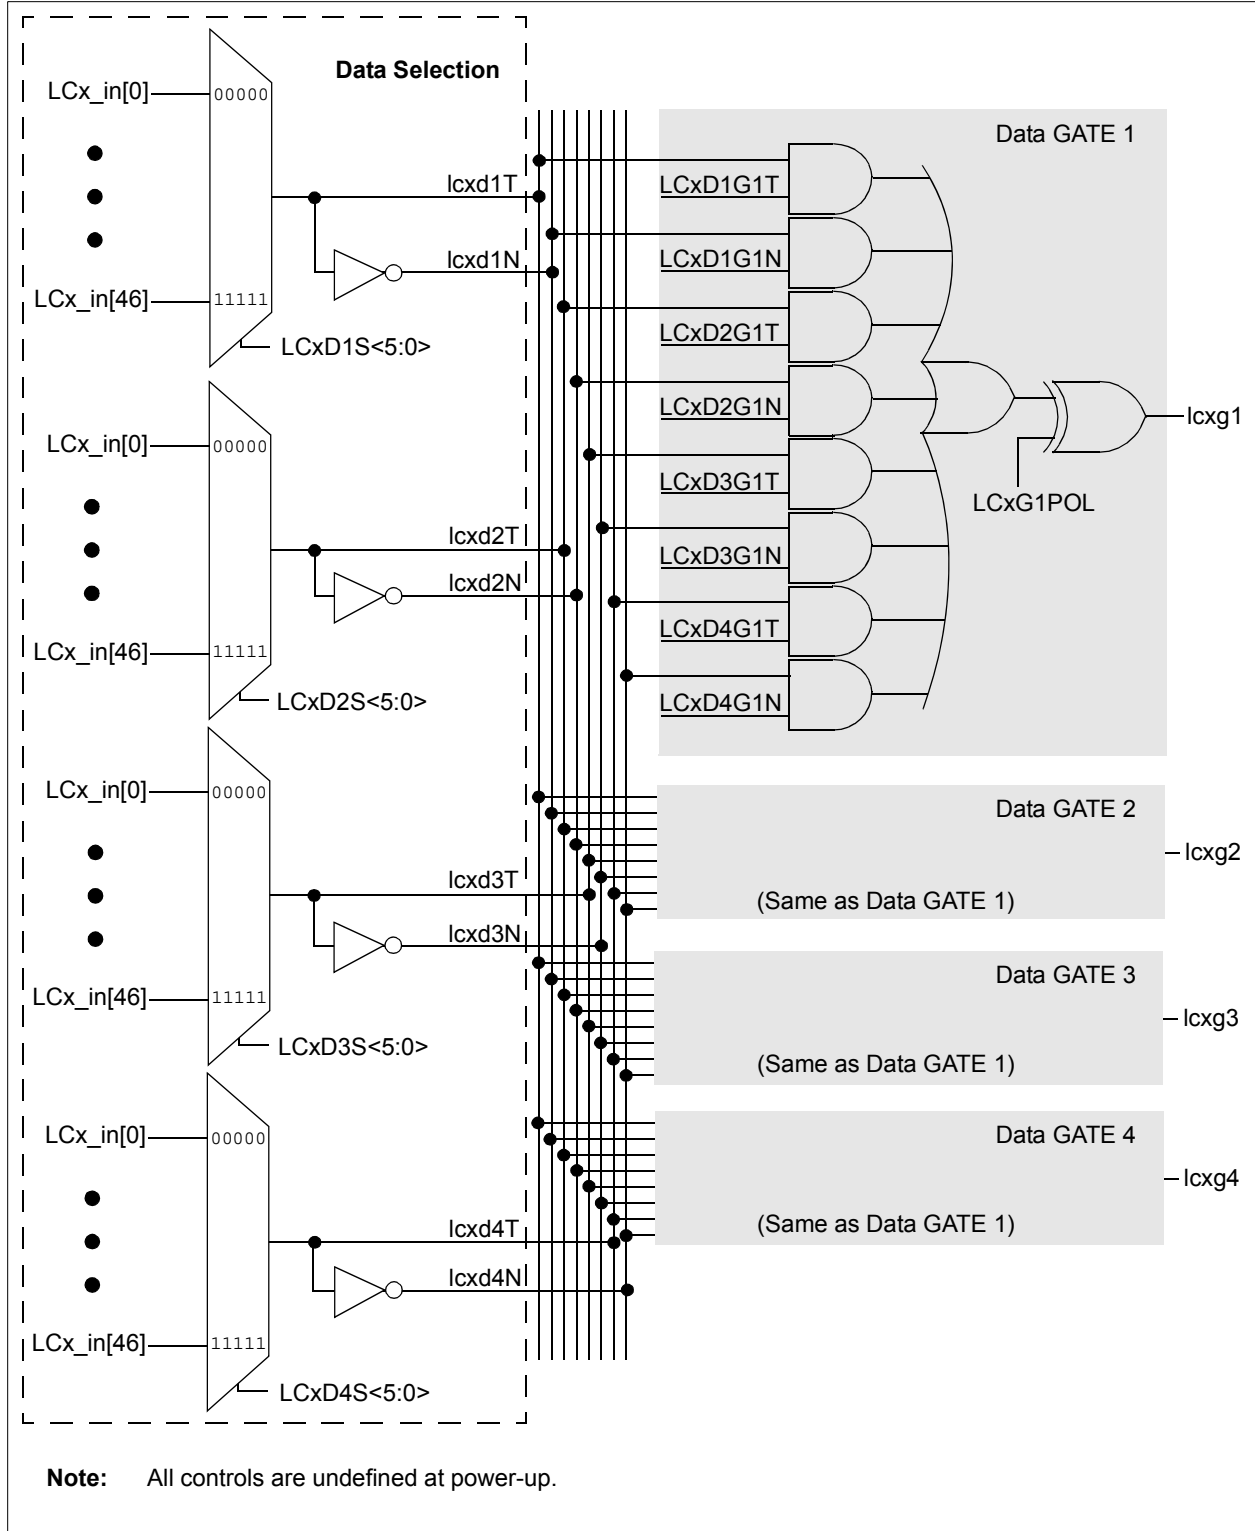 Data Selection
LCx_in[0]
00000
lcxd1T
lcxd1N
LCx_in[46]
11111
LCxD1S<5:0>
LCx_in[0]
00000
lcxd2T
lcxd2N
LCx_in[46]
11111
LCxD2S<5:0>
LCx_in[0]
00000
lcxd3T
lcxd3N
LCx_in[46]
11111
LCxD3S<5:0>
LCx_in[0]
00000
lcxd4T
lcxd4N
LCx_in[46]
11111
LCxD4S<5:0>
Data GATE 1
LCxD1G1T
LCxD1G1N
LCxD2G1T
LCxD2G1N
LCxD3G1T
LCxD3G1N
LCxD4G1T
LCxD4G1N
LCxG1POL
lcxg1
Data GATE 2
(Same as Data GATE 1)
lcxg2
Data GATE 3
(Same as Data GATE 1)
lcxg3
Data GATE 4
(Same as Data GATE 1)
lcxg4
Note: All controls are undefined at power-up.